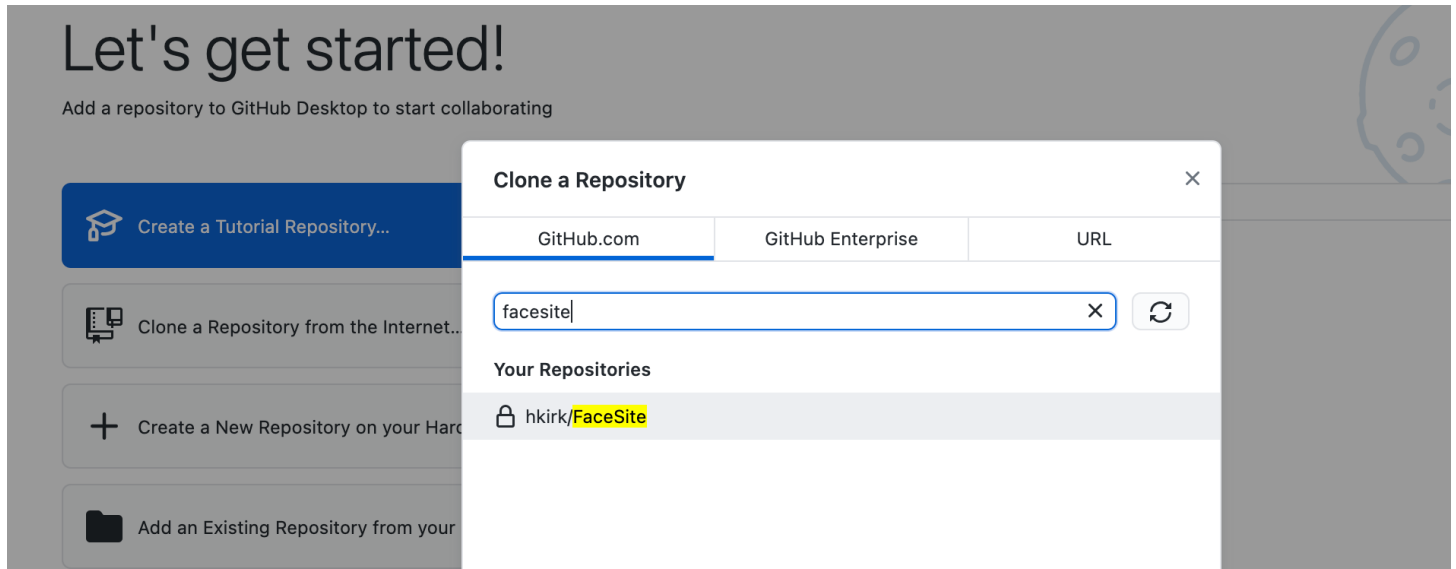 Let's get started!
Add a repository to GitHub Desktop to start collaborating
Create a Tutorial Repository...
Clone a Repository from the Internet...
Create a New Repository on your Hard
Add an Existing Repository from your
Clone a Repository
GitHub.com
GitHub Enterprise
URL
facesite
Your Repositories
hkirk/FaceSite